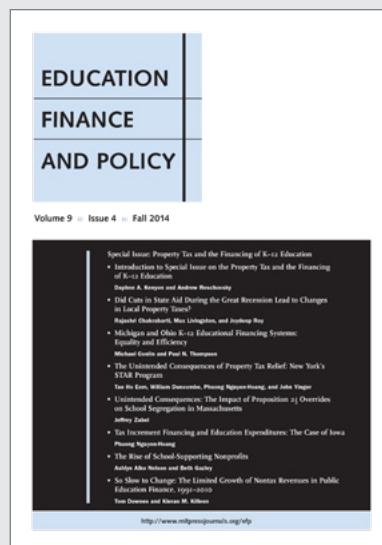 EDUCATION
FINANCE
AND POLICY
Volume 9 Issue 4 Fall 2014
Special Issue: Property Tax and the Financing of K–12 Education
• Introduction to Special Issue on the Property Tax and the Financing
of K–12 Education
Daphne A. Kenyon and Andrew Reschovsky
• Did Cuts in State Aid During the Great Recession Lead to Changes
in Local Property Taxes?
Rajashri Chakrabarti, Max Livingston, and Joydeep Roy
• Michigan and Ohio K–12 Educational Financing Systems:
Equality and Efficiency
Michael Conlin and Paul N. Thompson
• The Unintended Consequences of Property Tax Relief: New York's
STAR Program
Tae Ho Eom, William Duncombe, Phuong Nguyen-Hoang, and John Yinger
• Unintended Consequences: The Impact of Proposition 2½ Overrides
on School Segregation in Massachusetts
Jeffrey Zabel
• Tax Increment Financing and Education Expenditures: The Case of Iowa
Phuong Nguyen-Hoang
• The Rise of School-Supporting Nonprofits
Ashlyn Aiko Nelson and Beth Gazley
• So Slow to Change: The Limited Growth of Nontax Revenues in Public
Education Finance, 1991–2010
Tom Downes and Kieran M. Killeen
http://www.mitpressjournals.org/efp